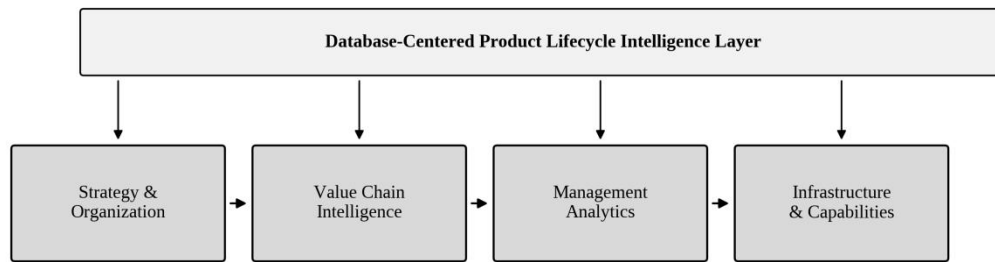 Database-Centered Product Lifecycle Intelligence Layer
Strategy &
Organization
Value Chain
Intelligence
Management
Analytics
Infrastructure
& Capabilities